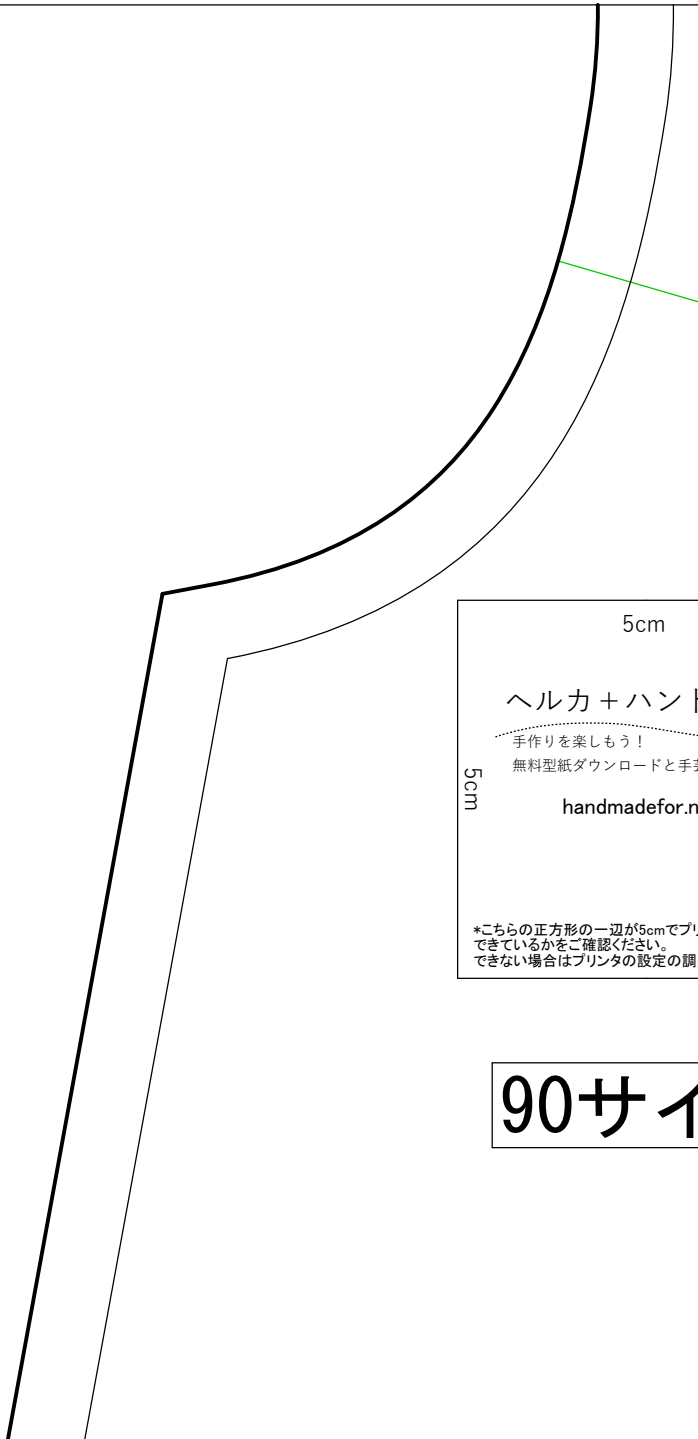 5cm
ヘルカ+ハン
手作りを楽しもう！
無料型紙ダウンロードと手
5cm
handmadefor.n
*こちらの正方形の一辺が5cmでプ
できているかをご確認ください。
できない場合はプリンタの設定の調
90サイ